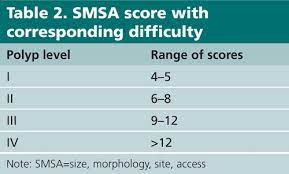 Table 2. SMSA score with
corresponding difficulty
Polyp level Range of scores
I 4–5
II 6–8
III 9–12
IV >12
Note: SMSA=size, morphology, site, access